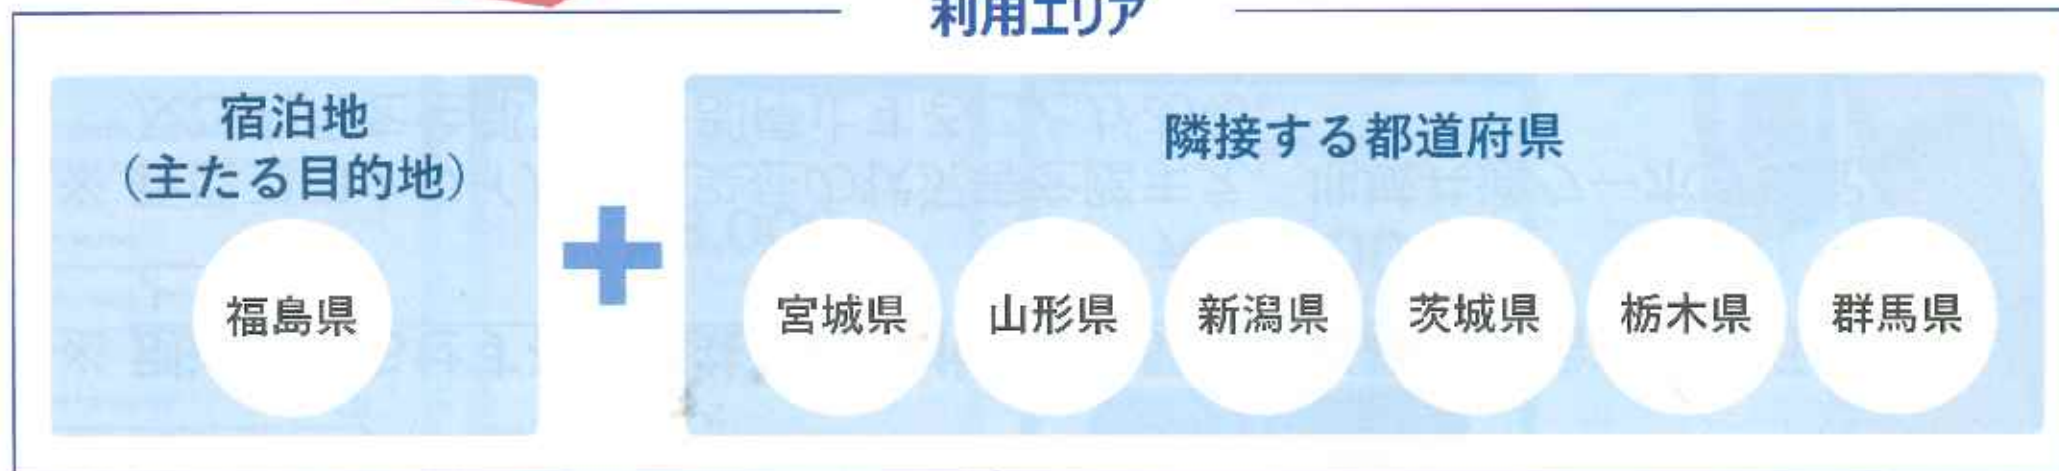 利用エリア
宿泊地
（主たる目的地）
隣接する都道府県
福島県
宮城県
山形県
新潟県
茨城県
栃木県
群馬県